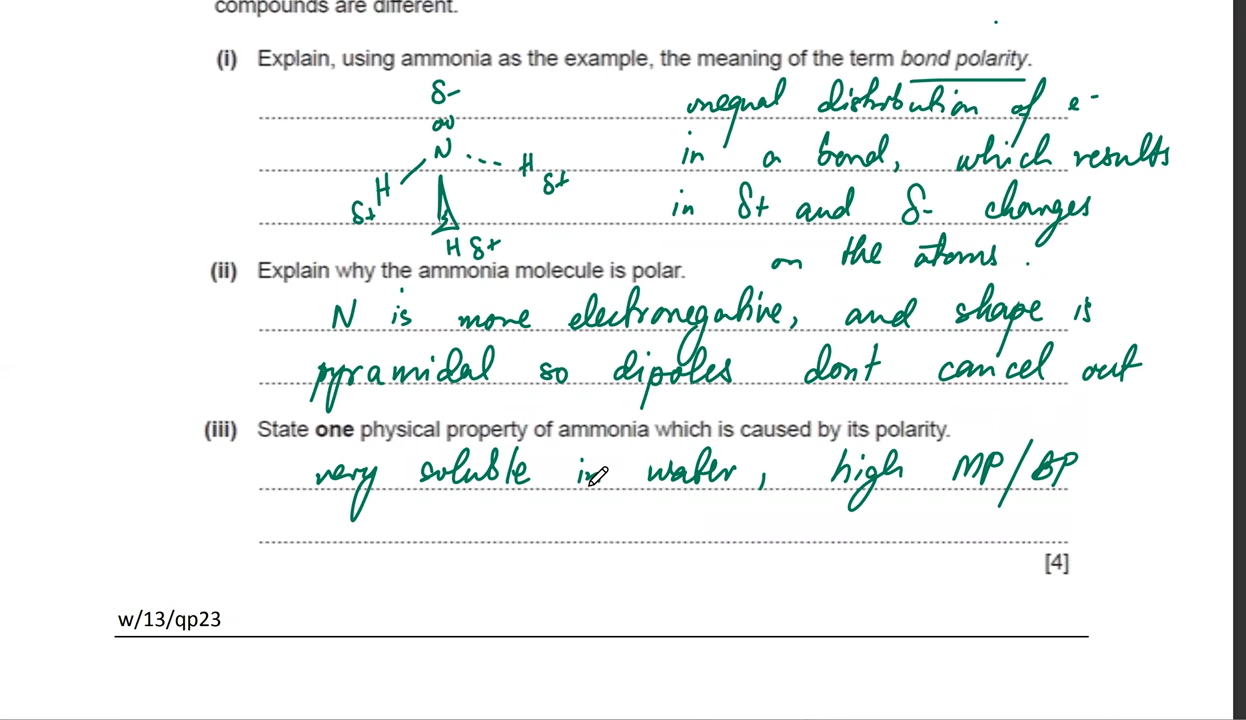 compounds are different.
(i) Explain, using ammonia as the example, the meaning of the term bond polarity.
δ-
N
H
δ+
H
δ+
H δ+
unequal distribution of e-
in a bond, which results
in δ+ and δ- changes
on the atoms.
(ii) Explain why the ammonia molecule is polar.
N is more electronegative, and shape is
pyramidal so dipoles dont cancel out
(iii) State one physical property of ammonia which is caused by its polarity.
very soluble in water, high MP/BP
[4]
w/13/qp23